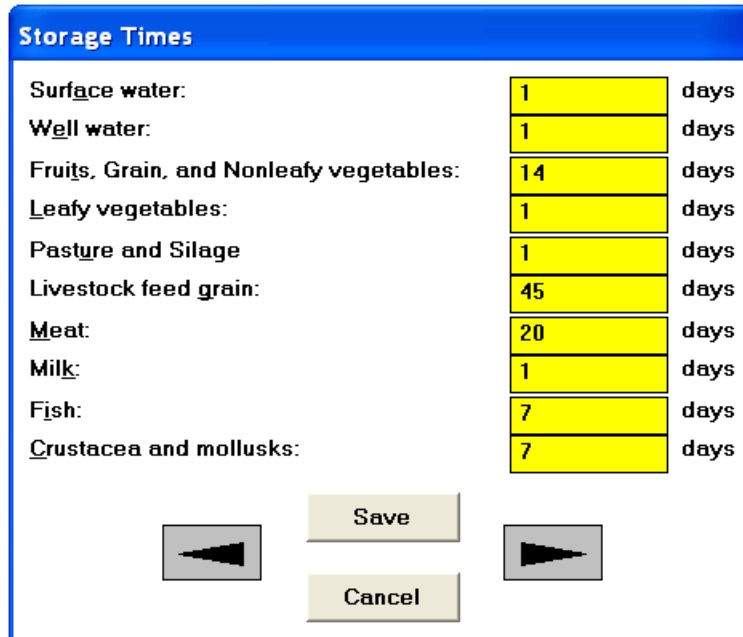 Storage Times
Surface water: 1 days
Well water: 1 days
Fruits, Grain, and Nonleafy vegetables: 14 days
Leafy vegetables: 1 days
Pasture and Silage 1 days
Livestock feed grain: 45 days
Meat: 20 days
Milk: 1 days
Fish: 7 days
Crustacea and mollusks: 7 days
Save
Cancel